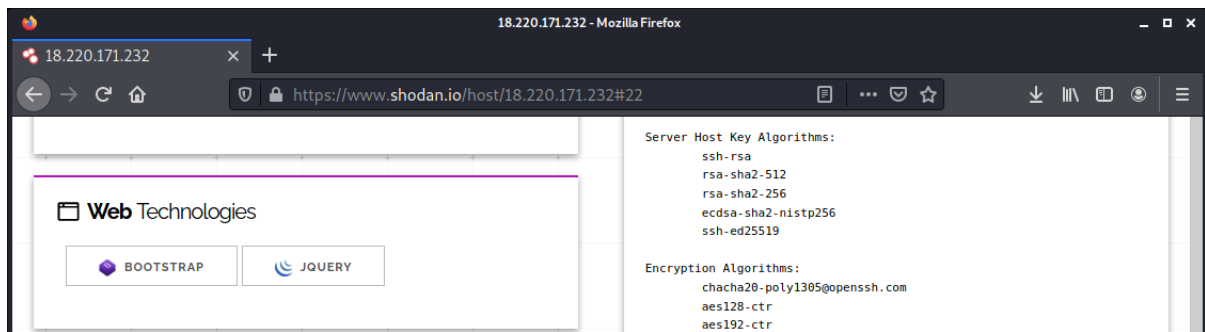 18.220.171.232 - Mozilla Firefox
18.220.171.232
https://www.shodan.io/host/18.220.171.232#22
Web Technologies
BOOTSTRAP
JQUERY
Server Host Key Algorithms:
ssh-rsa
rsa-sha2-512
rsa-sha2-256
ecdsa-sha2-nistp256
ssh-ed25519
Encryption Algorithms:
chacha20-poly1305@openssh.com
aes128-ctr
aes192-ctr